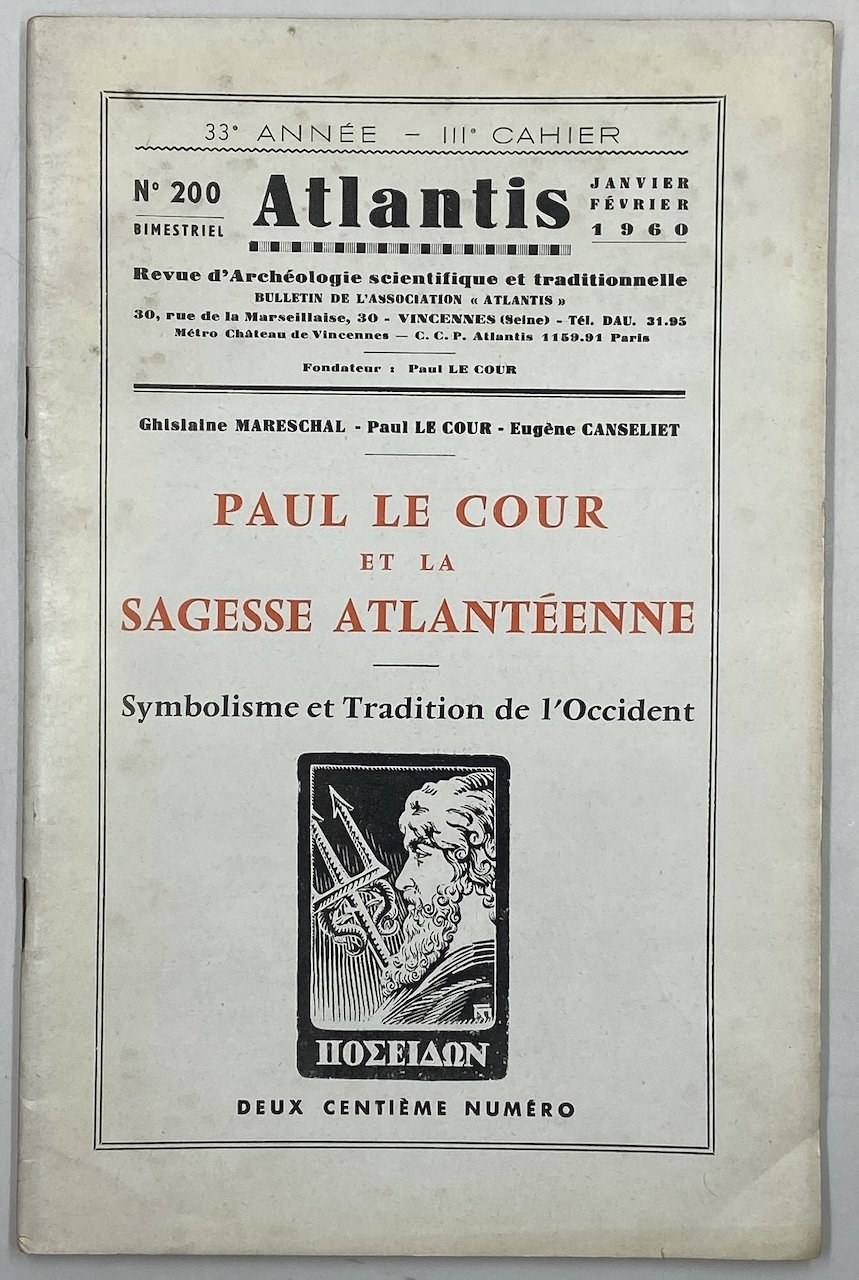 33e ANNÉE – IIIe CAHIER
No 200
BIMESTRIEL
Atlantis
JANVIER
FÉVRIER
1960
Revue d'Archéologie scientifique et traditionnelle
BULLETIN DE L'ASSOCIATION « ATLANTIS »
30, rue de la Marseillaise, 30 - VINCENNES (Seine) - Tél. DAU. 31.95
Métro Château de Vincennes — C. C. P. Atlantis 1159.91 Paris
Fondateur : Paul LE COUR
Ghislaine MARESCHAL - Paul LE COUR - Eugène CANSELIET
PAUL LE COUR
ET LA
SAGESSE ATLANTÉENNE
Symbolisme et Tradition de l'Occident
ΠΟΣΕΙΔΩΝ
DEUX CENTIÈME NUMÉRO